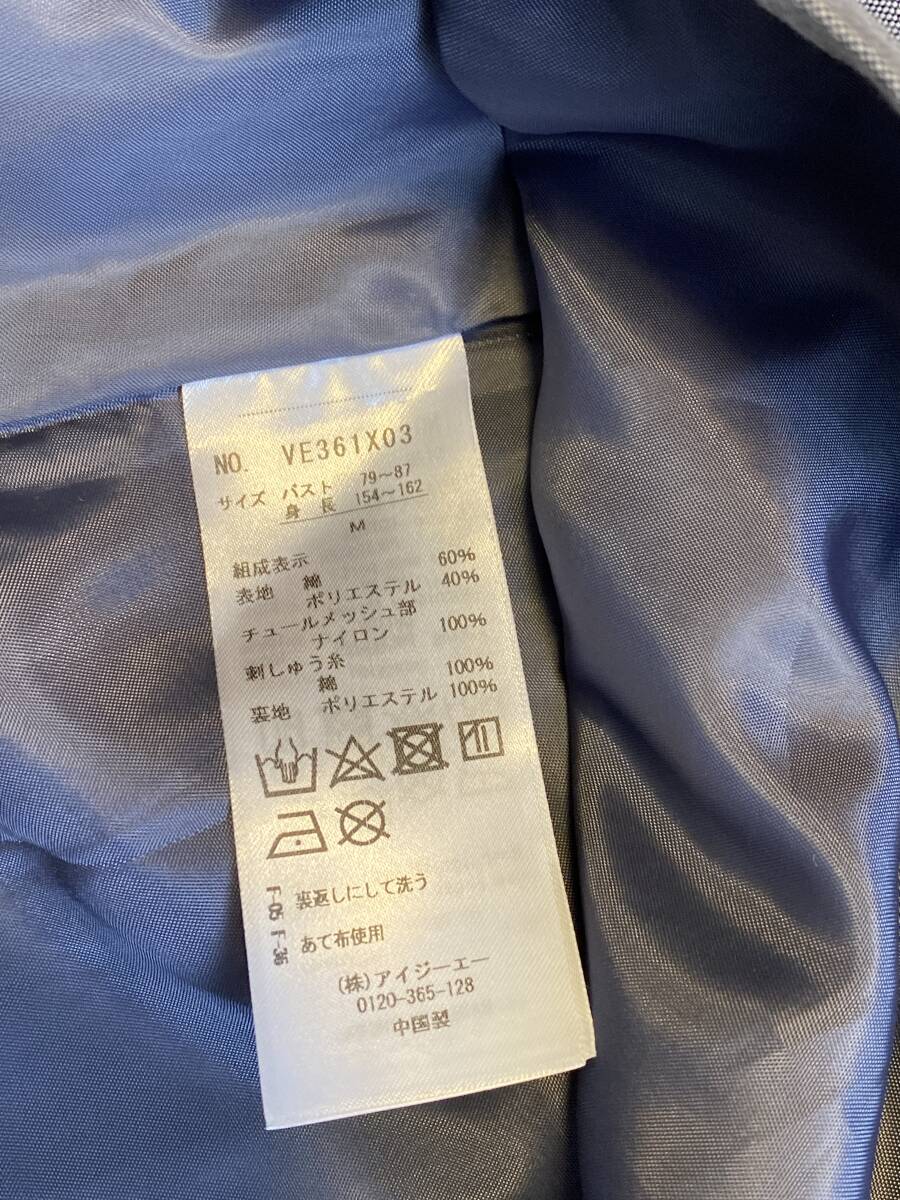 NO. VE361X03
サイズ バスト 79～87
身長 154～162
M
組成表示
表地 綿 60%
ポリエステル 40%
チュールメッシュ部
ナイロン 100%
刺しゅう糸
綿 100%
裏地 ポリエステル 100%
F-05 裏返しにして洗う
F-36 あて布使用
(株)アイジーエー
0120-365-128
中国製